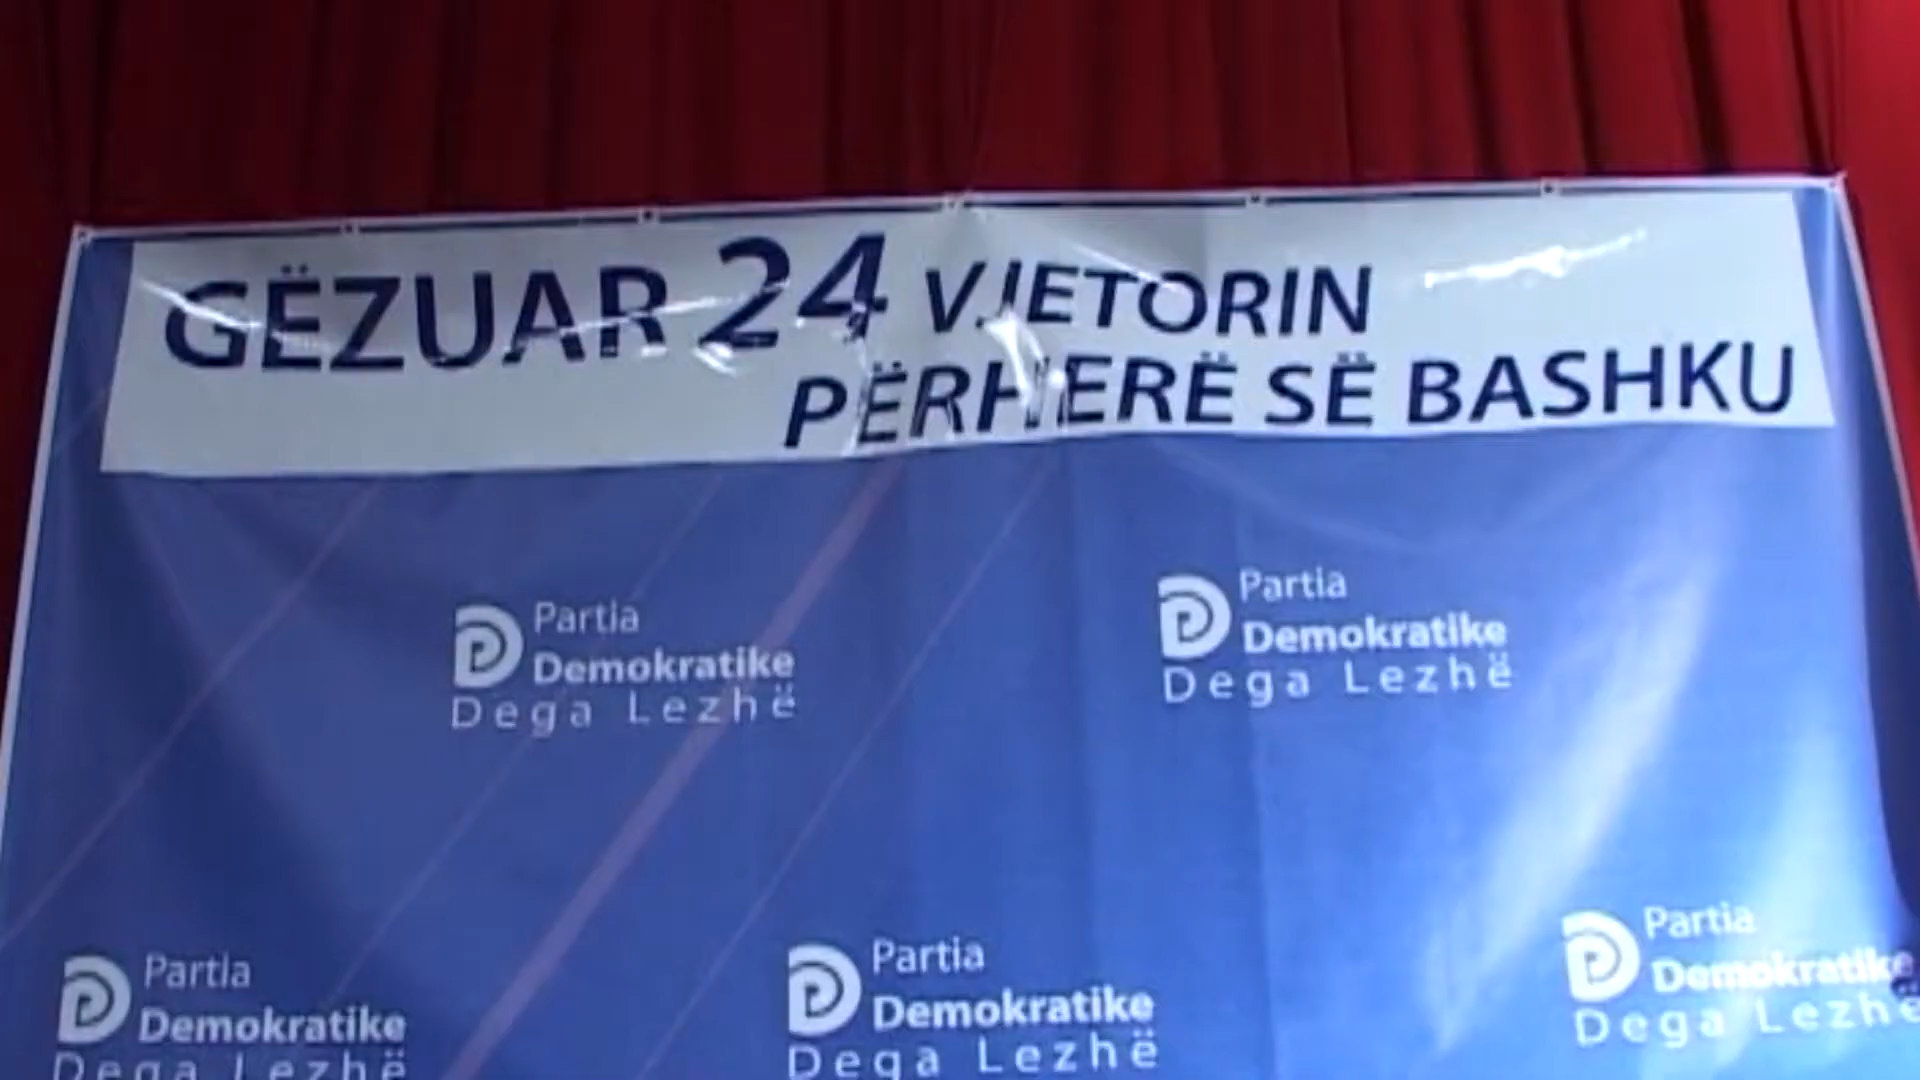 GËZUAR 24 VJETORIN
PËRHERË SË BASHKU
Partia
Demokratike
Dega Lezhë
Partia
Demokratike
Dega Lezhë
Partia
Demokratike
Dega Lezhë
Partia
Demokratike
Dega Lezhë
Partia
Demokratike
Dega Lezhë